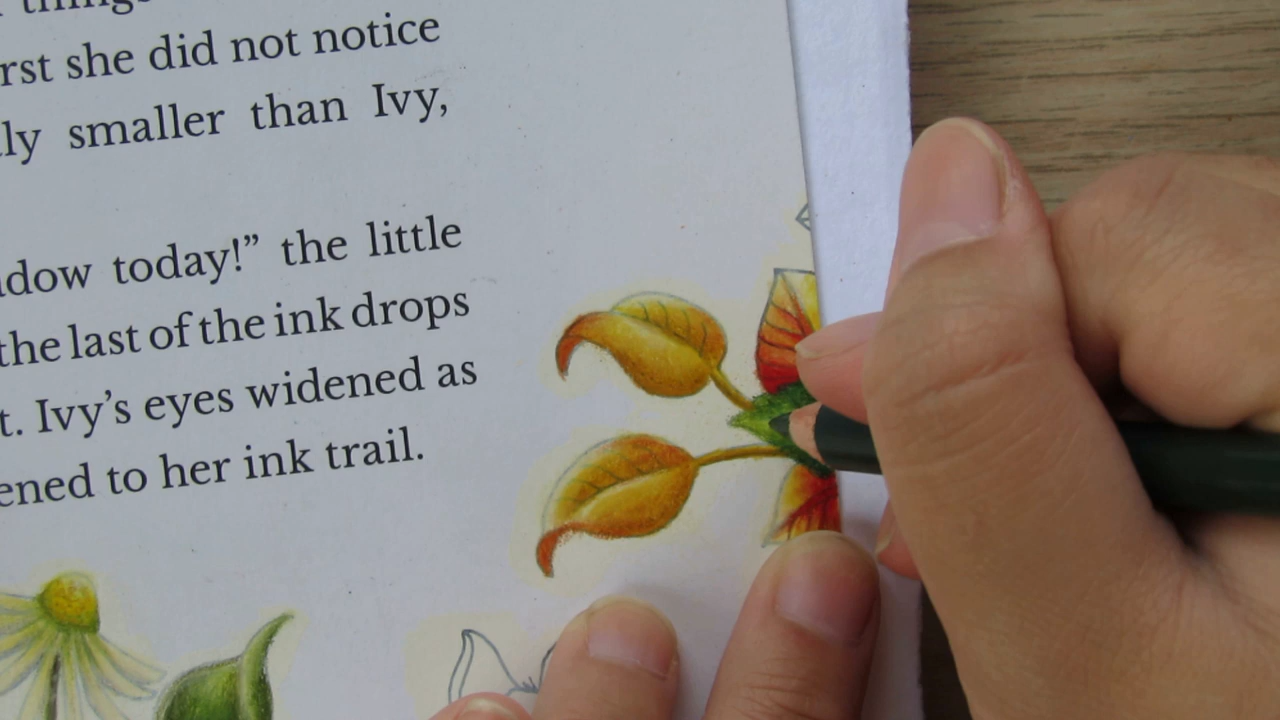 things
rst she did not notice
ly smaller than Ivy,
dow today!” the little
the last of the ink drops
t. Ivy’s eyes widened as
ened to her ink trail.